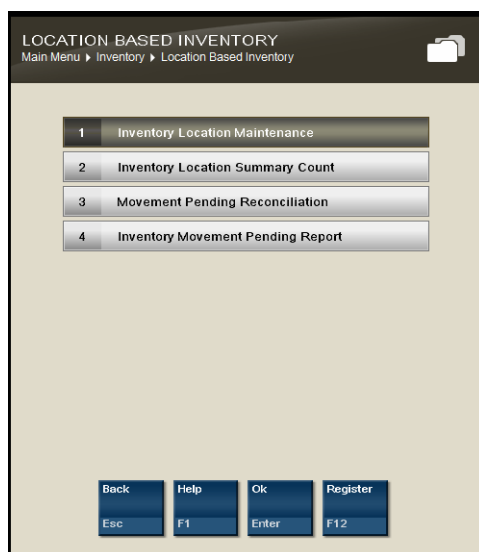 LOCATION BASED INVENTORY
Main Menu ▸ Inventory ▸ Location Based Inventory
1 Inventory Location Maintenance
2 Inventory Location Summary Count
3 Movement Pending Reconciliation
4 Inventory Movement Pending Report
Back Help Ok Register
Esc F1 Enter F12